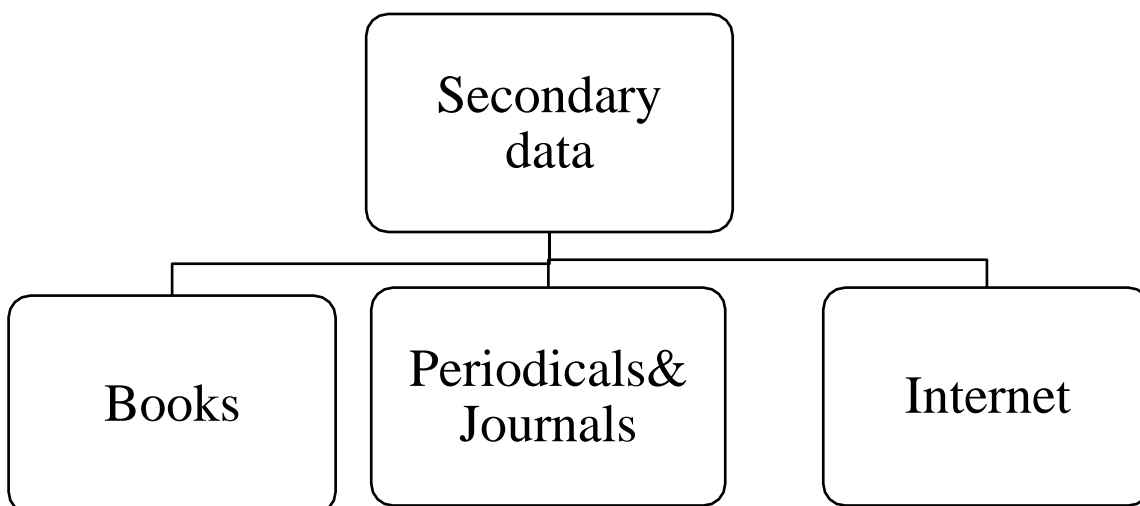 Secondary
data
Books
Periodicals&
Journals
Internet